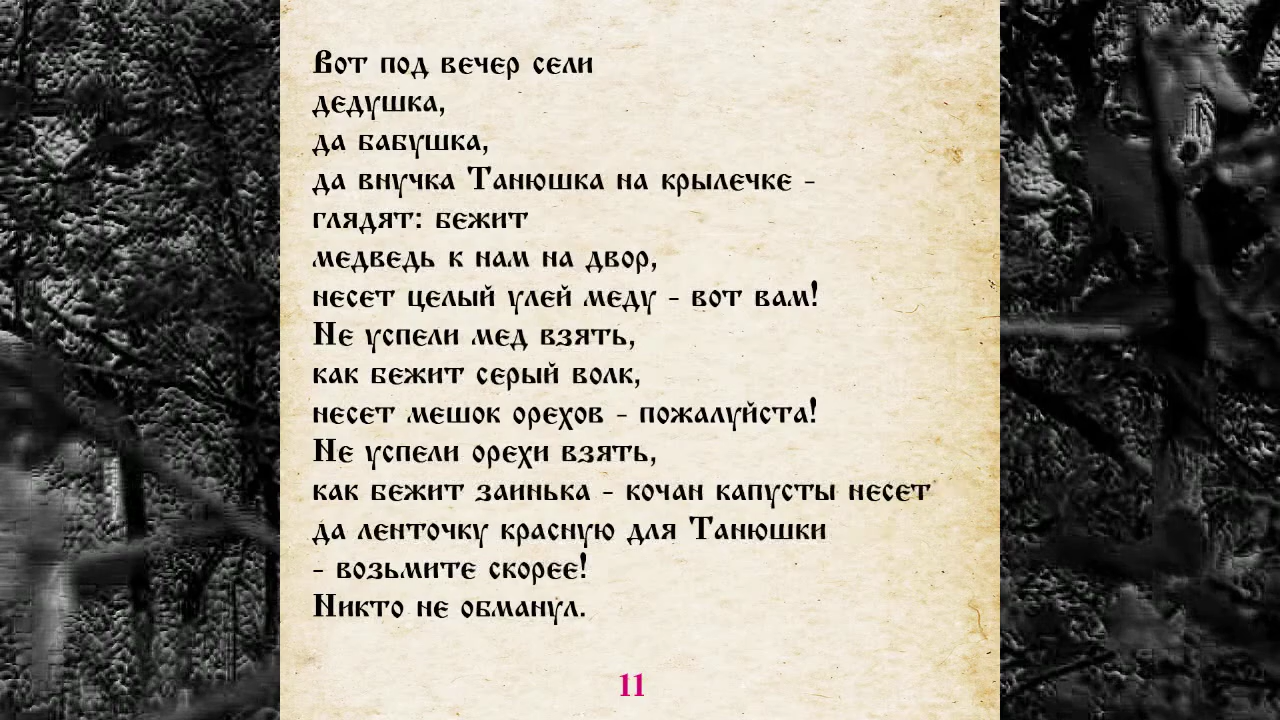 Вот под вечер сели
дедушка,
да бабушка,
да внучка Танюшка на крылечке -
глядят: бежит
медведь к нам на двор,
несет целый улей меду - вот вам!
Не успели мед взять,
как бежит серый волк,
несет мешок орехов - пожалуйста!
Не успели орехи взять,
как бежит заинька - кочан капусты несет
да ленточку красную для Танюшки
- возьмите скорее!
Никто не обманул.
11